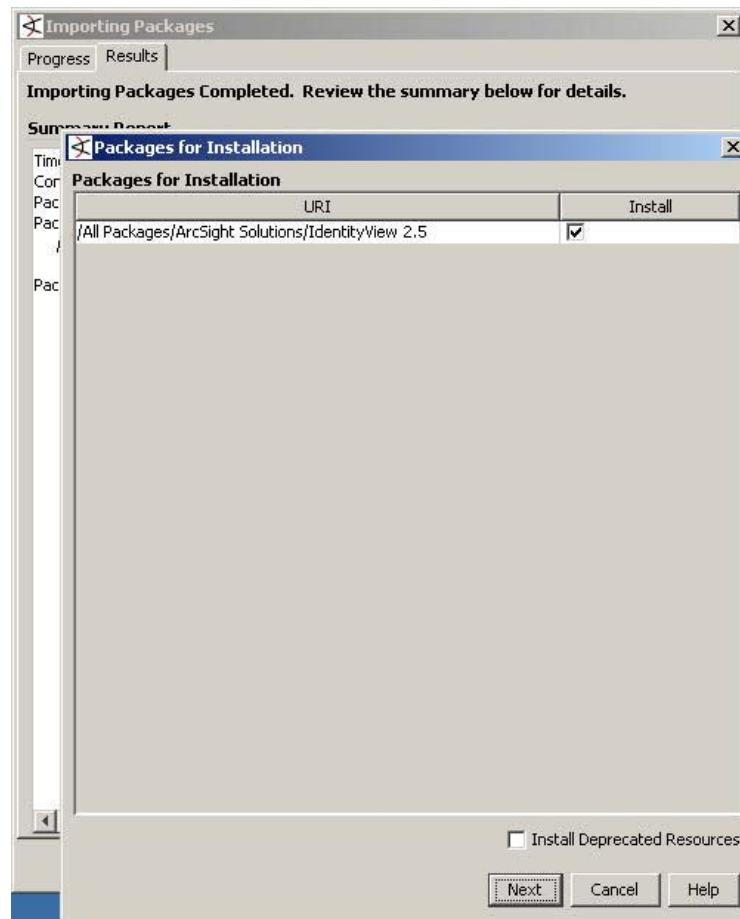 Importing Packages
Progress Results
Importing Packages Completed. Review the summary below for details.
Packages for Installation
Packages for Installation
URI Install
/All Packages/ArcSight Solutions/IdentityView 2.5
Install Deprecated Resources
Next Cancel Help